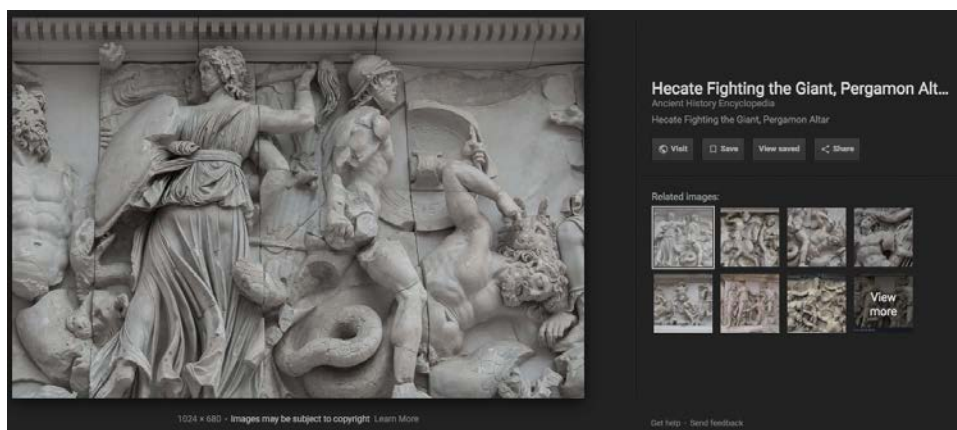 Hecate Fighting the Giant, Pergamon Alt...
Ancient History Encyclopedia
Hecate Fighting the Giant, Pergamon Altar
Visit Save View saved Share
Related images:
View
more
1024 × 680 - Images may be subject to copyright Learn More
Get help - Send feedback